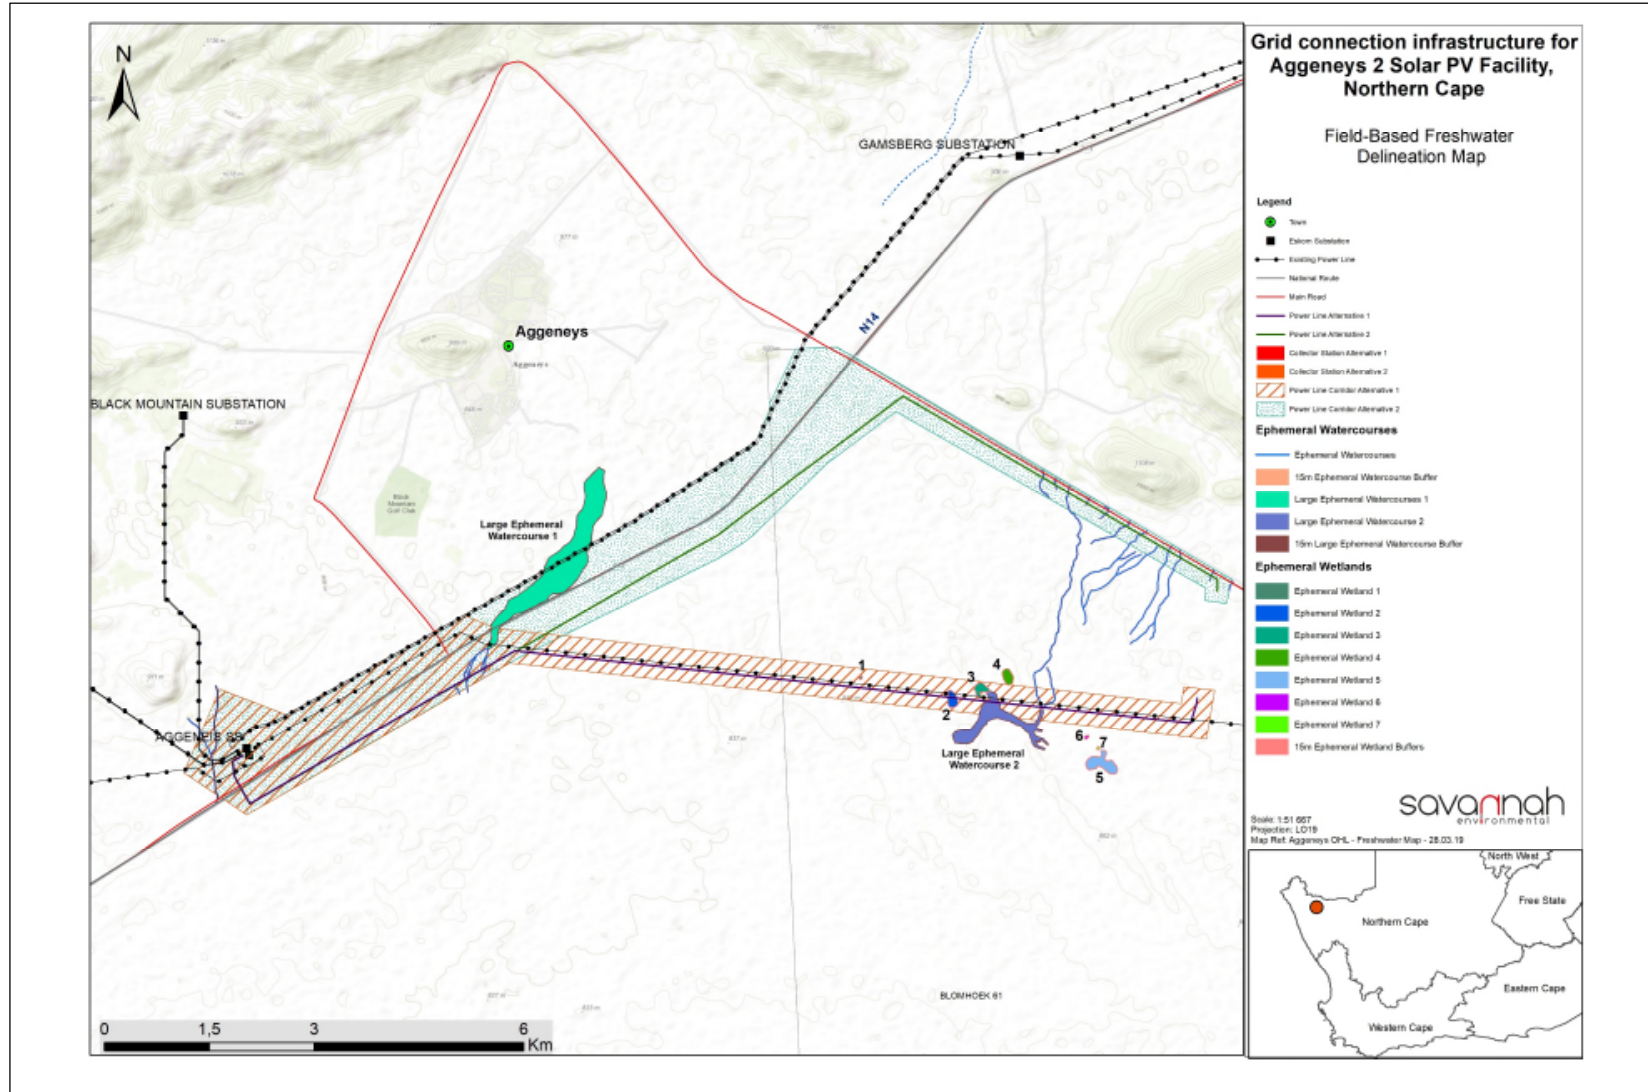 N
GAMSBERG SUBSTATION
N14
Aggeneys
Aggeneys
BLACK MOUNTAIN SUBSTATION
Black
Mountain
Golf Club
Large Ephemeral
Watercourse 1
1
2
3
4
5
6
7
AGGENEIS SS
Large Ephemeral
Watercourse 2
BLOMHOEK 61
0 1,5 3 6
Km
Grid connection infrastructure for
Aggeneys 2 Solar PV Facility,
Northern Cape
Field-Based Freshwater
Delineation Map
Legend
Town
Eskom Substation
Existing Power Line
National Route
Main Road
Power Line Alternative 1
Power Line Alternative 2
Collector Station Alternative 1
Collector Station Alternative 2
Power Line Corridor Alternative 1
Power Line Corridor Alternative 2
Ephemeral Watercourses
Ephemeral Watercourses
15m Ephemeral Watercourse Buffer
Large Ephemeral Watercourses 1
Large Ephemeral Watercourse 2
15m Large Ephemeral Watercourse Buffer
Ephemeral Wetlands
Ephemeral Wetland 1
Ephemeral Wetland 2
Ephemeral Wetland 3
Ephemeral Wetland 4
Ephemeral Wetland 5
Ephemeral Wetland 6
Ephemeral Wetland 7
15m Ephemeral Wetland Buffers
savannah
environmental
Scale: 1:51 667
Projection: LO19
Map Ref: Aggeneys OHL - Freshwater Map - 28.03.19
North West
Free State
Northern Cape
Eastern Cape
Western Cape